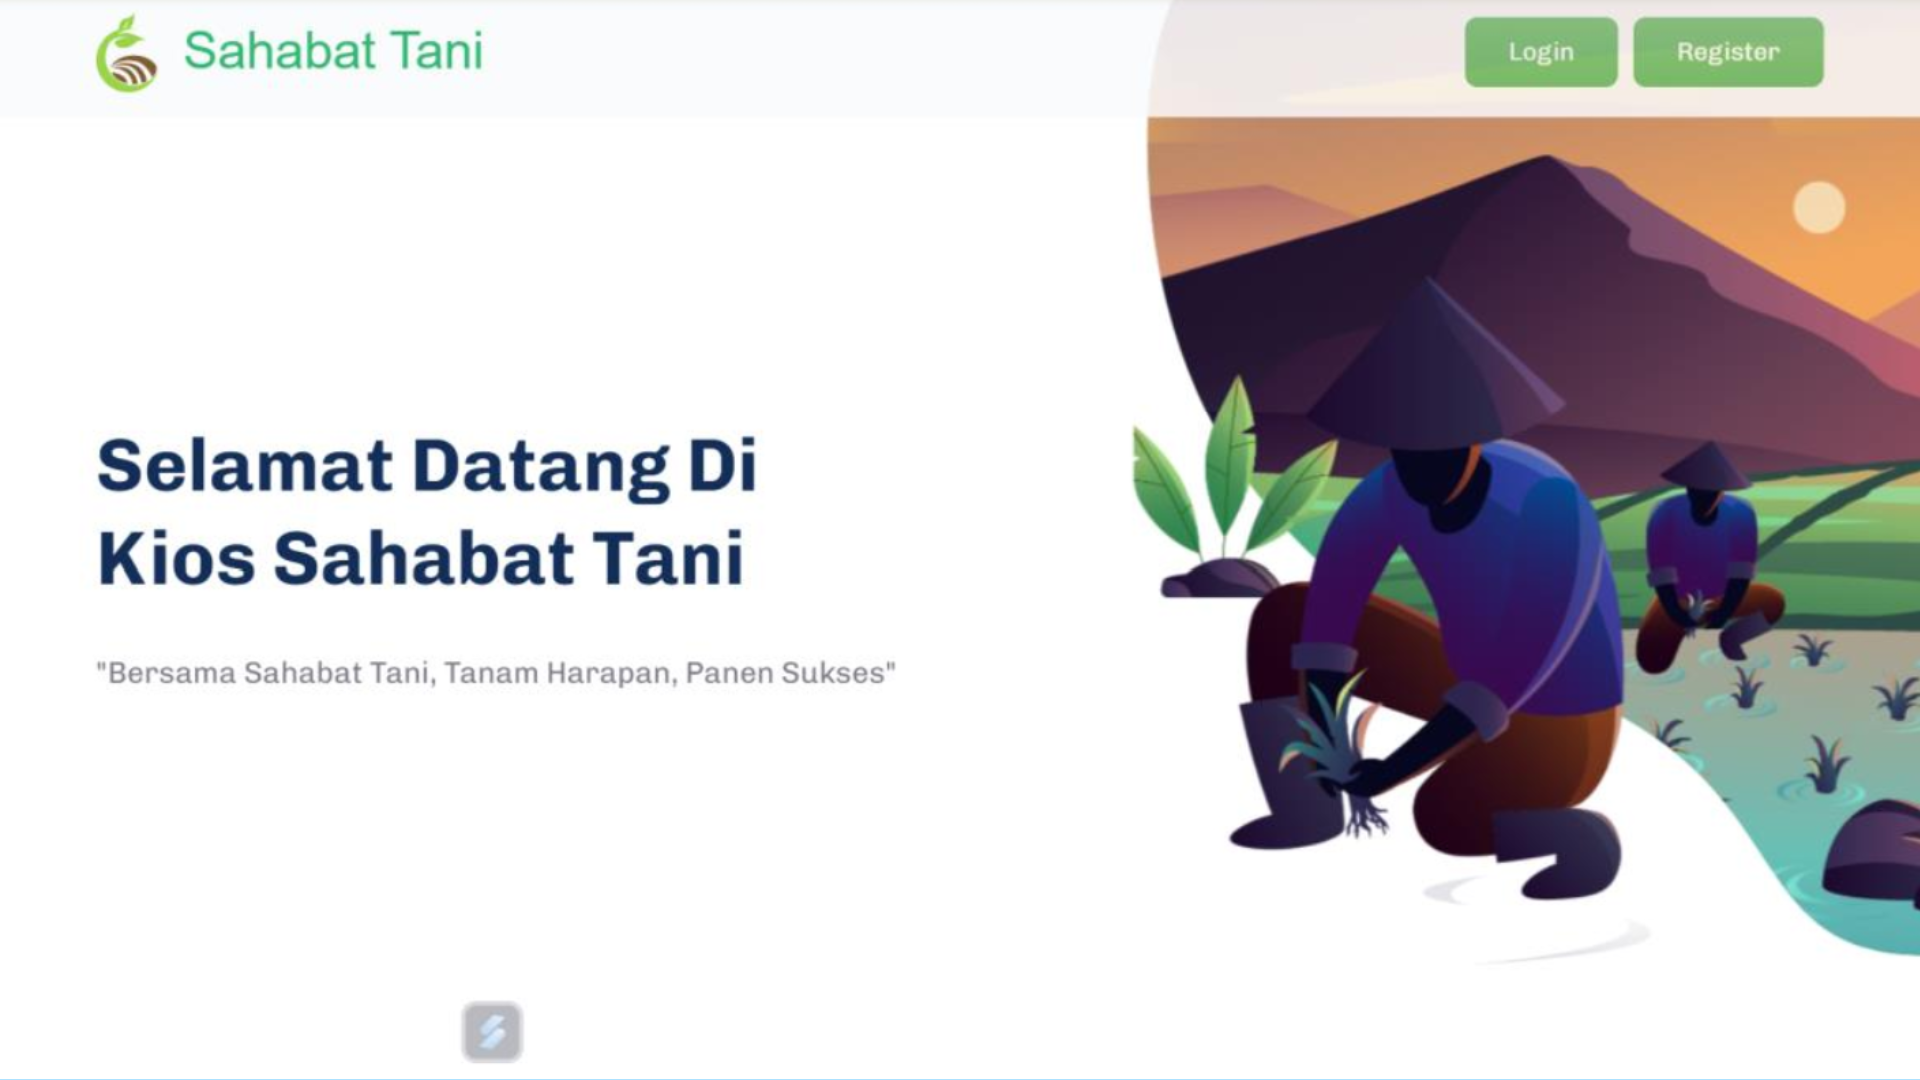 Sahabat Tani
Login
Register
Selamat Datang Di
Kios Sahabat Tani
"Bersama Sahabat Tani, Tanam Harapan, Panen Sukses"